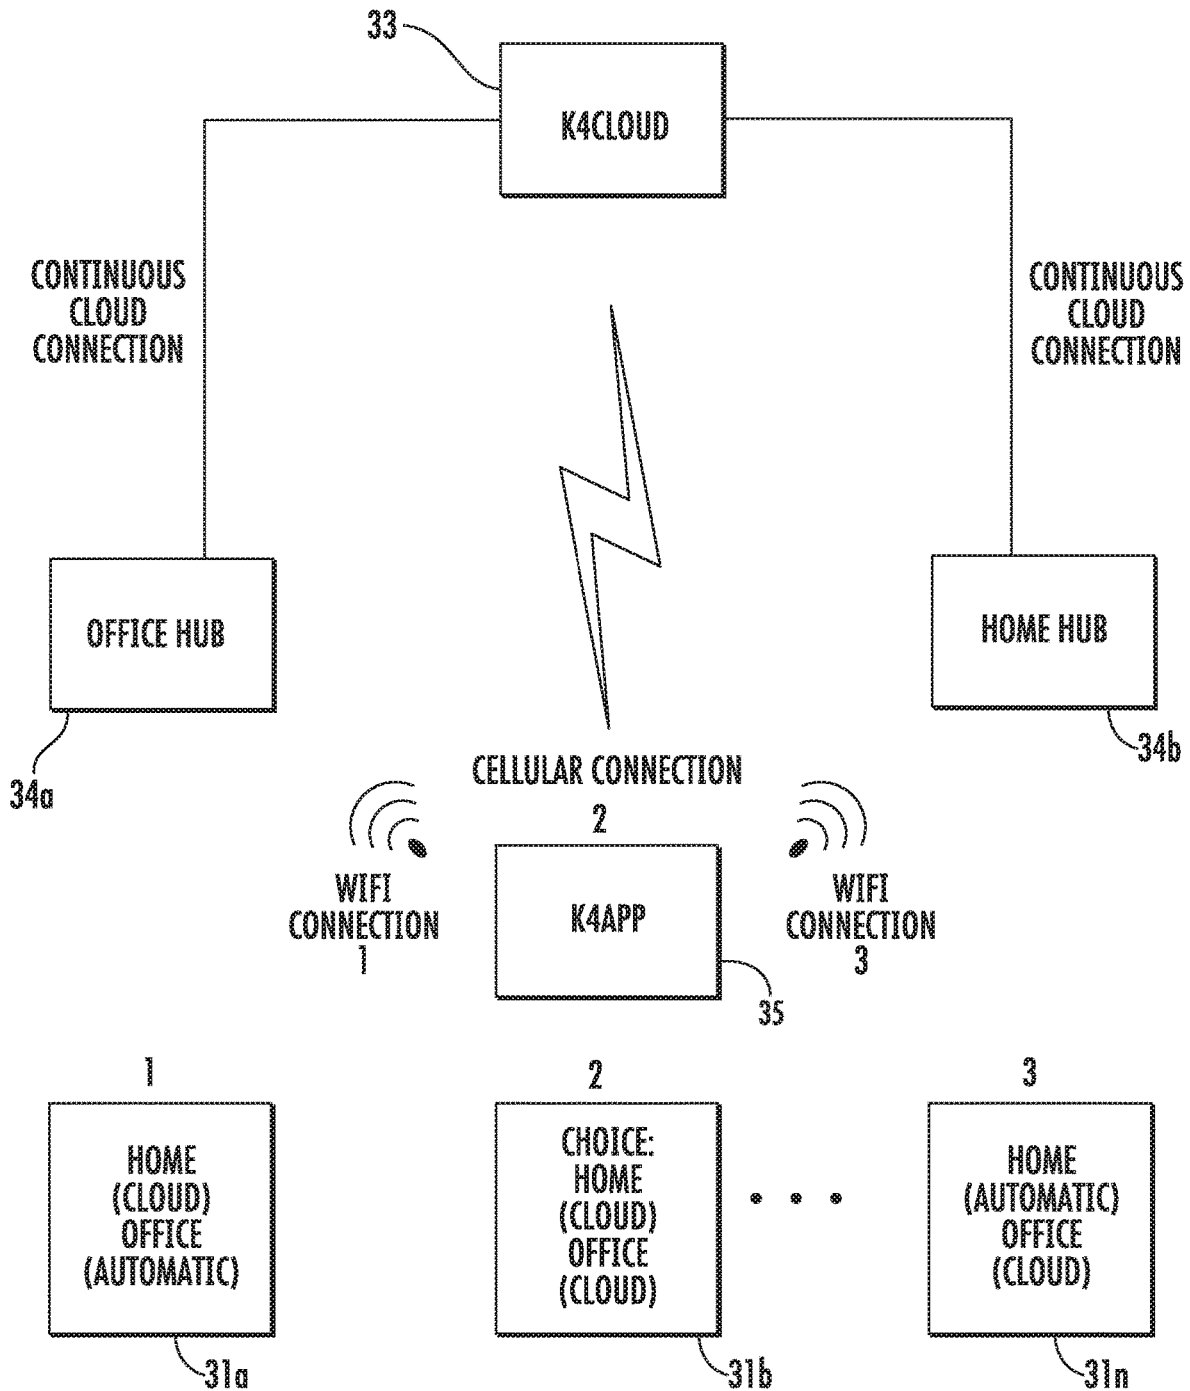 33
K4CLOUD
CONTINUOUS
CLOUD
CONNECTION
CONTINUOUS
CLOUD
CONNECTION
OFFICE HUB
HOME HUB
34a
34b
CELLULAR CONNECTION
2
WIFI
CONNECTION
1
K4APP
WIFI
CONNECTION
3
35
1
HOME
(CLOUD)
OFFICE
(AUTOMATIC)
31a
2
CHOICE:
HOME
(CLOUD)
OFFICE
(CLOUD)
31b
3
HOME
(AUTOMATIC)
OFFICE
(CLOUD)
31n